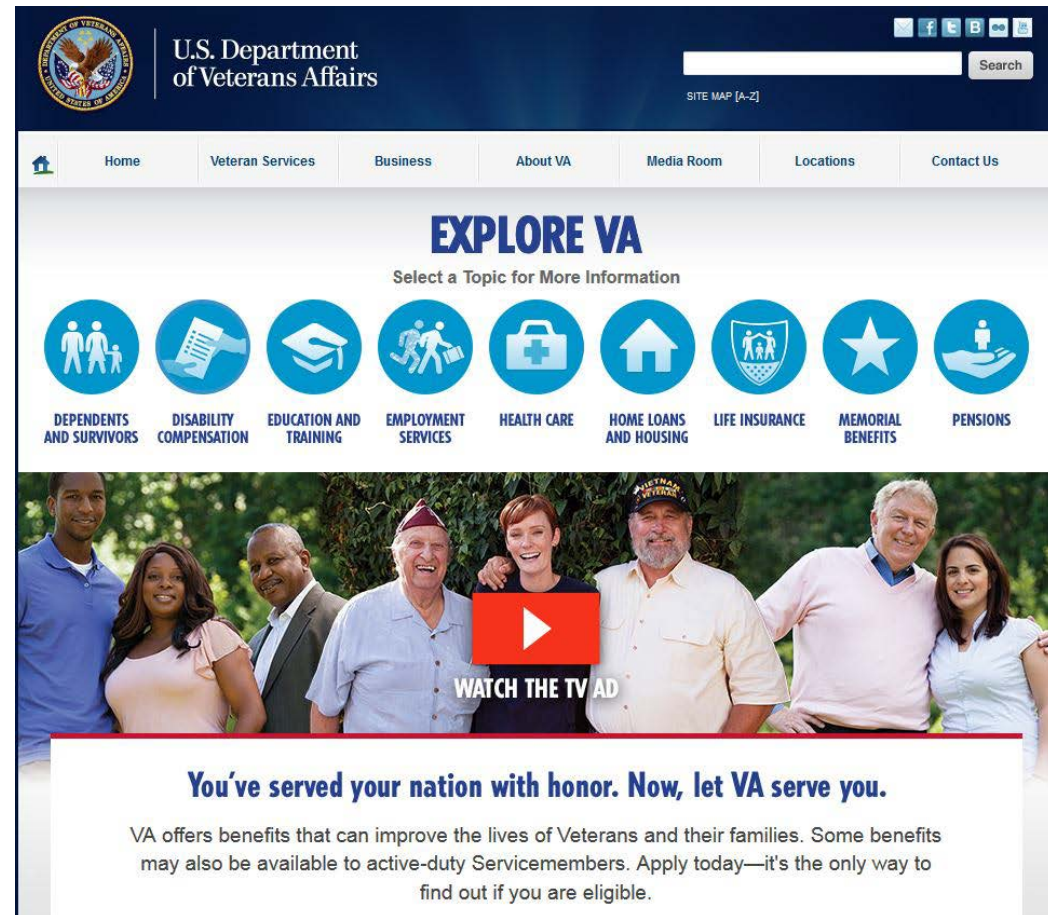 U.S. Department
of Veterans Affairs
Search
SITE MAP [A-Z]
Home
Veteran Services
Business
About VA
Media Room
Locations
Contact Us
EXPLORE VA
Select a Topic for More Information
DEPENDENTS
AND SURVIVORS
DISABILITY
COMPENSATION
EDUCATION AND
TRAINING
EMPLOYMENT
SERVICES
HEALTH CARE
HOME LOANS
AND HOUSING
LIFE INSURANCE
MEMORIAL
BENEFITS
PENSIONS
VIETNAM
VETERAN
WATCH THE TV AD
You've served your nation with honor. Now, let VA serve you.
VA offers benefits that can improve the lives of Veterans and their families. Some benefits
may also be available to active-duty Servicemembers. Apply today—it's the only way to
find out if you are eligible.